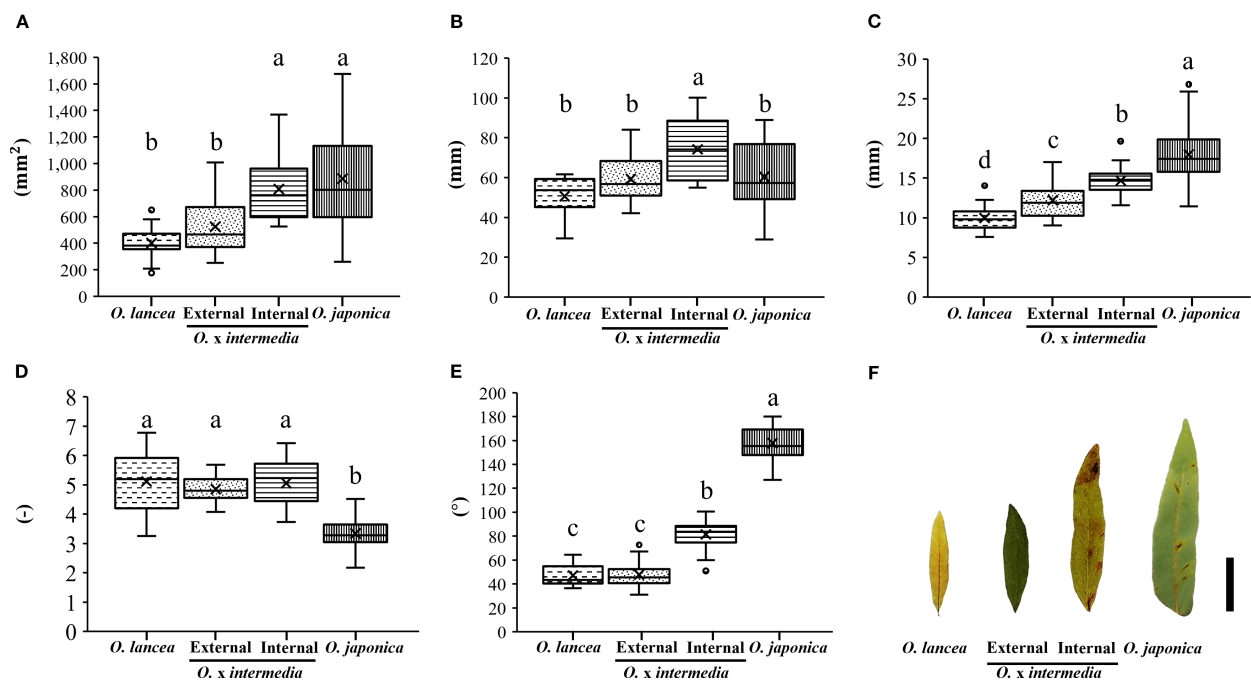 A
(mm²)
1,800
1,600
1,400
1,200
1,000
800
600
400
200
0
b
b
a
a
O. lancea
External
Internal
O. japonica
O. x intermedia
B
(mm)
120
100
80
60
40
20
0
b
b
a
b
O. lancea
External
Internal
O. japonica
O. x intermedia
C
(mm)
30
25
20
15
10
5
0
d
c
b
a
O. lancea
External
Internal
O. japonica
O. x intermedia
D
(-)
8
7
6
5
4
3
2
1
0
a
a
a
b
O. lancea
External
Internal
O. japonica
O. x intermedia
E
(°)
200
180
160
140
120
100
80
60
40
20
0
c
c
b
a
O. lancea
External
Internal
O. japonica
O. x intermedia
F
O. lancea
External
Internal
O. japonica
O. x intermedia